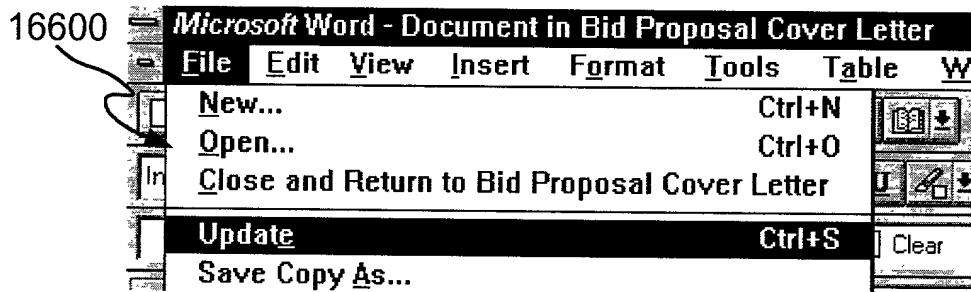 16600
Microsoft Word - Document in Bid Proposal Cover Letter
File Edit View Insert Format Tools Table W
New... Ctrl+N
Open... Ctrl+O
In
Close and Return to Bid Proposal Cover Letter
U
Update Ctrl+S
Clear
Save Copy As...